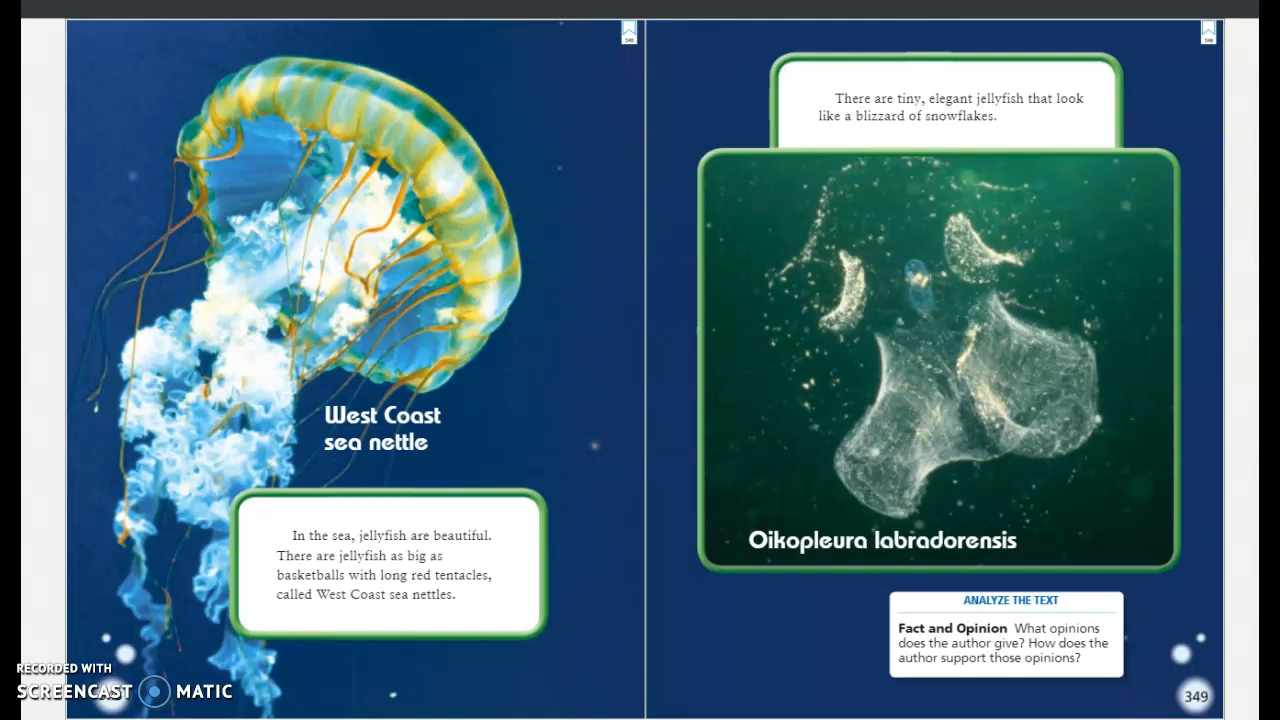 West Coast
sea nettle
In the sea, jellyfish are beautiful.
There are jellyfish as big as
basketballs with long red tentacles,
called West Coast sea nettles.
There are tiny, elegant jellyfish that look
like a blizzard of snowflakes.
Oikopleura labradorensis
ANALYZE THE TEXT
Fact and Opinion What opinions
does the author give? How does the
author support those opinions?
349
RECORDED WITH
SCREENCAST MATIC